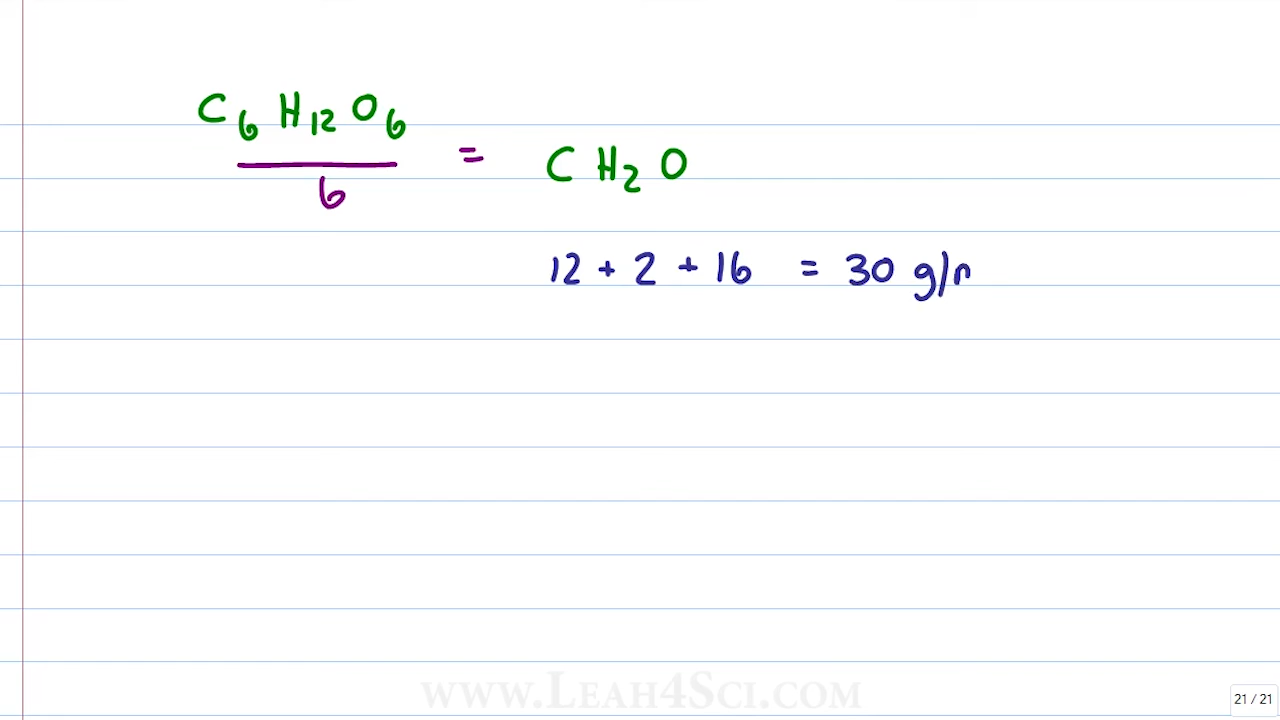 C₆H₁₂O₆
6
= CH₂O
12 + 2 + 16 = 30 g/n
www.Leah4Sci.com
21 / 21